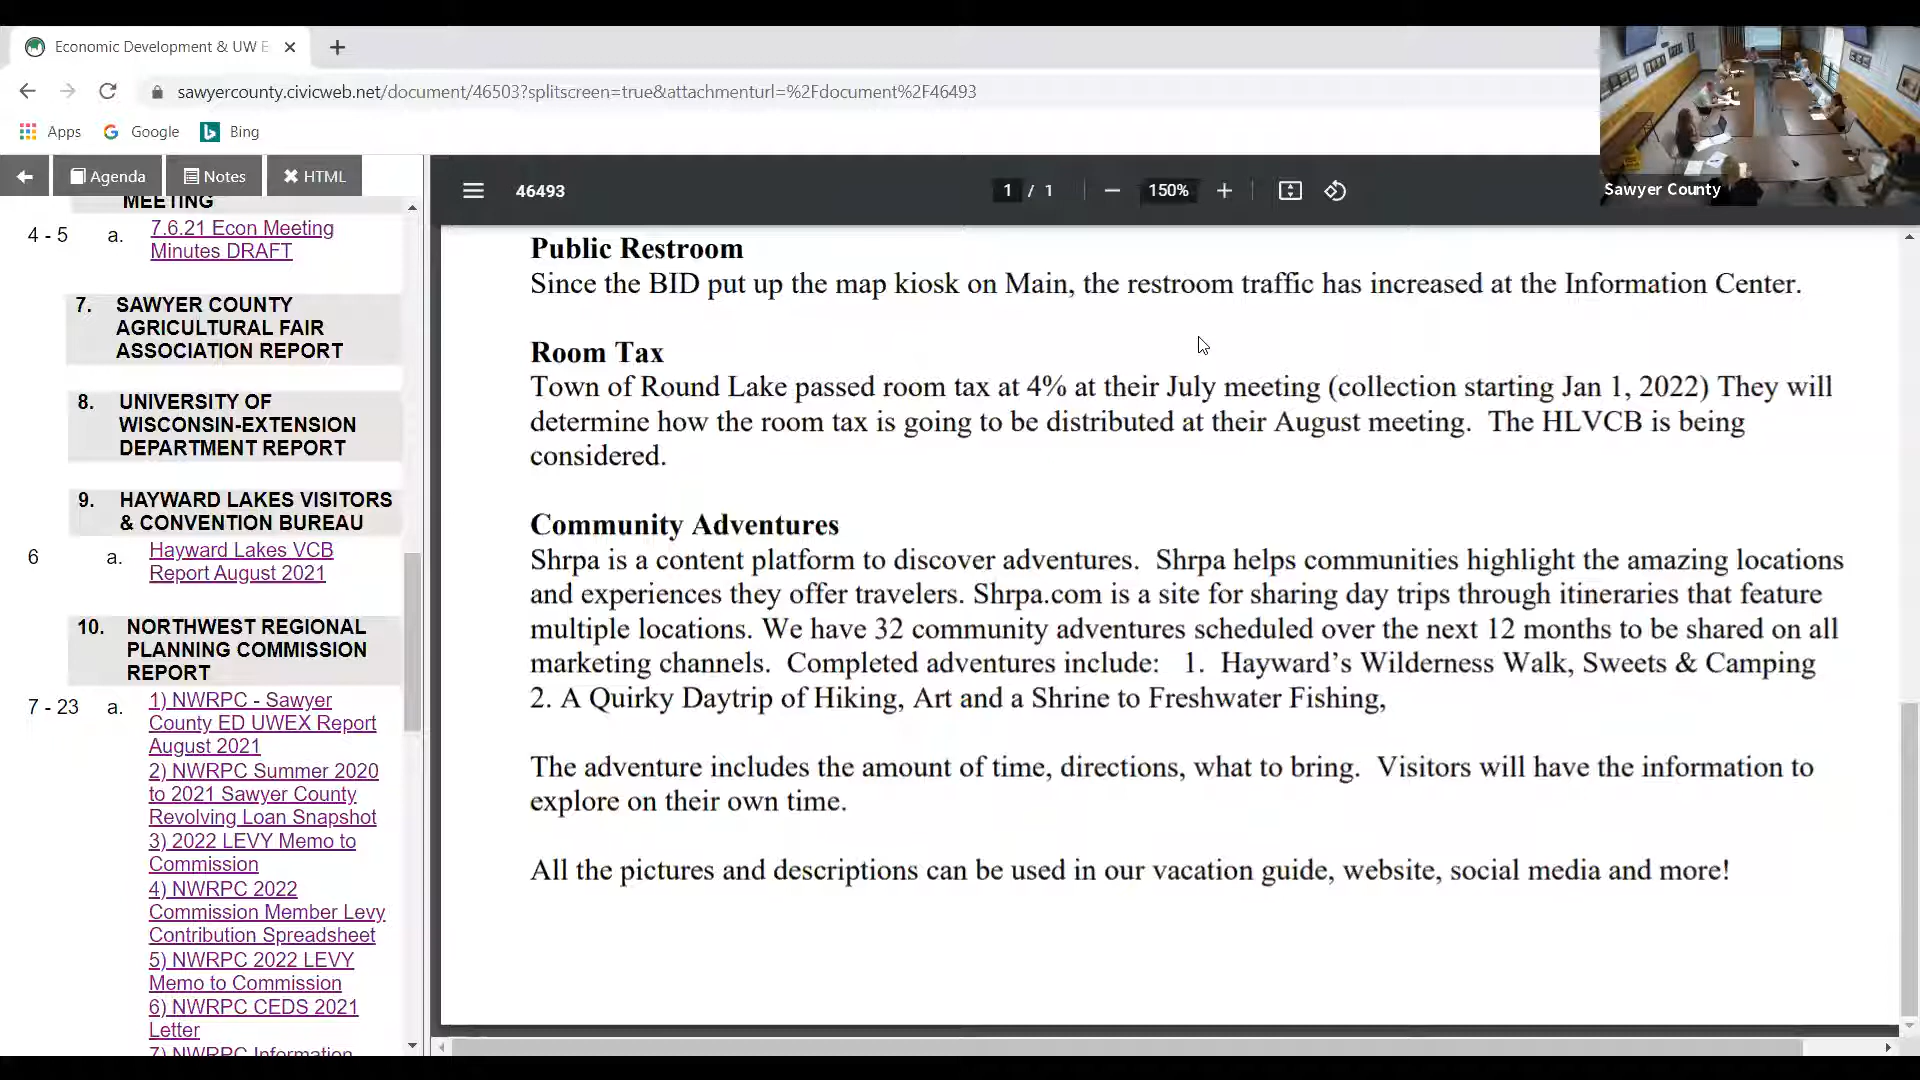 Economic Development & UW E
sawyercounty.civicweb.net/document/46503?splitscreen=true&attachmenturl=%2Fdocument%2F46493
Apps
Google
Bing
Agenda
Notes
HTML
46493
1 / 1
150%
Sawyer County
MEETING
4 - 5 a. 7.6.21 Econ Meeting
Minutes DRAFT
7. SAWYER COUNTY
AGRICULTURAL FAIR
ASSOCIATION REPORT
8. UNIVERSITY OF
WISCONSIN-EXTENSION
DEPARTMENT REPORT
9. HAYWARD LAKES VISITORS
& CONVENTION BUREAU
6 a. Hayward Lakes VCB
Report August 2021
10. NORTHWEST REGIONAL
PLANNING COMMISSION
REPORT
7 - 23 a. 1) NWRPC - Sawyer
County ED UWEX Report
August 2021
2) NWRPC Summer 2020
to 2021 Sawyer County
Revolving Loan Snapshot
3) 2022 LEVY Memo to
Commission
4) NWRPC 2022
Commission Member Levy
Contribution Spreadsheet
5) NWRPC 2022 LEVY
Memo to Commission
6) NWRPC CEDS 2021
Letter
7) NWRPC Information
Public Restroom
Since the BID put up the map kiosk on Main, the restroom traffic has increased at the Information Center.
Room Tax
Town of Round Lake passed room tax at 4% at their July meeting (collection starting Jan 1, 2022) They will
determine how the room tax is going to be distributed at their August meeting. The HLVCB is being
considered.
Community Adventures
Shrpa is a content platform to discover adventures. Shrpa helps communities highlight the amazing locations
and experiences they offer travelers. Shrpa.com is a site for sharing day trips through itineraries that feature
multiple locations. We have 32 community adventures scheduled over the next 12 months to be shared on all
marketing channels. Completed adventures include: 1. Hayward's Wilderness Walk, Sweets & Camping
2. A Quirky Daytrip of Hiking, Art and a Shrine to Freshwater Fishing,
The adventure includes the amount of time, directions, what to bring. Visitors will have the information to
explore on their own time.
All the pictures and descriptions can be used in our vacation guide, website, social media and more!